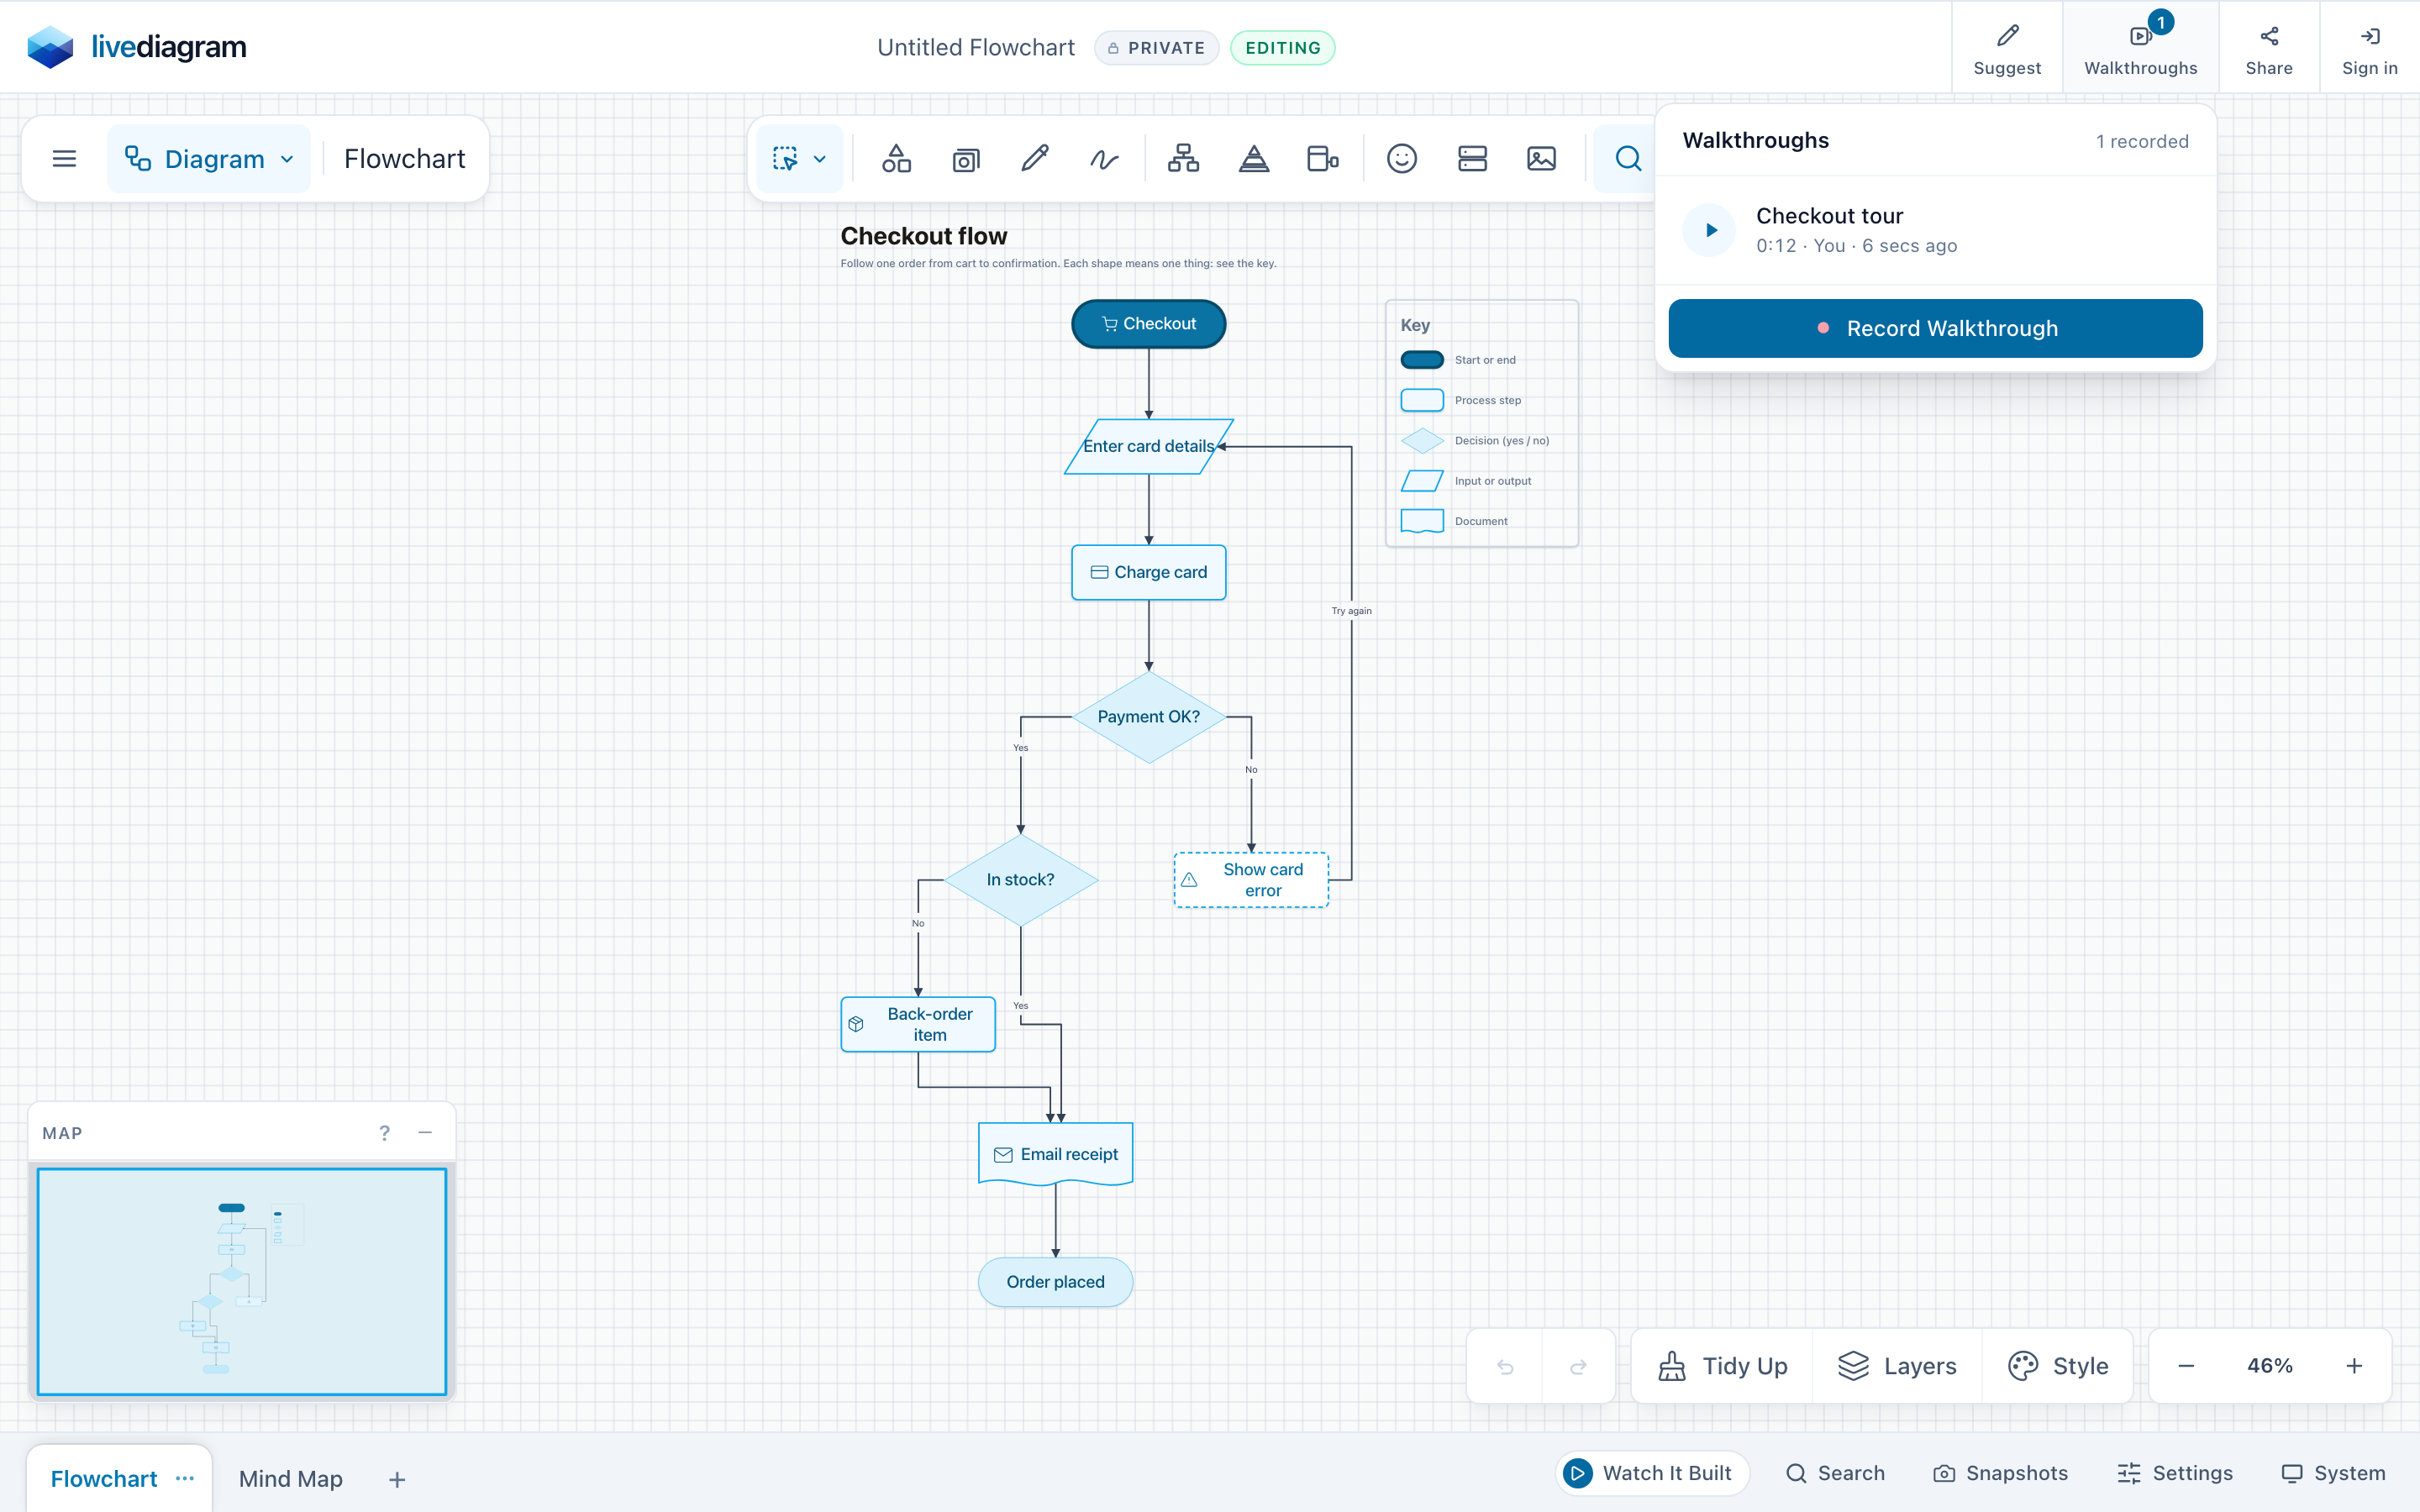 livediagram
Untitled Flowchart
PRIVATE
EDITING
Suggest
1
Walkthroughs
Share
Sign in
Diagram
Flowchart
Walkthroughs
1 recorded
Checkout tour
0:12 · You · 6 secs ago
Record Walkthrough
Checkout flow
Follow one order from cart to confirmation. Each shape means one thing: see the key.
Checkout
Key
Start or end
Process step
Decision (yes / no)
Input or output
Document
Enter card details
Charge card
Try again
Payment OK?
Yes
No
In stock?
Show card
error
No
Yes
Back-order
item
Email receipt
Order placed
MAP
?
Tidy Up
Layers
Style
46%
Flowchart
Mind Map
Watch It Built
Search
Snapshots
Settings
System